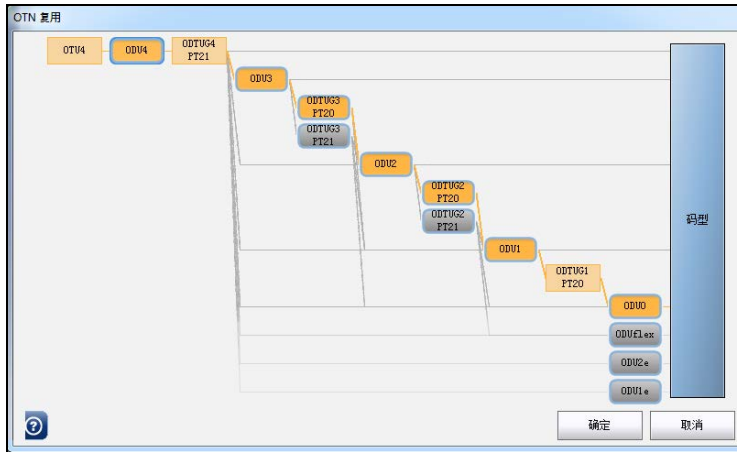 OTN 复用
OTU4
ODU4
ODTUG4
PT21
ODU3
ODTUG3
PT20
ODTUG3
PT21
ODU2
ODTUG2
PT20
ODTUG2
PT21
ODU1
ODTUG1
PT20
ODU0
ODUflex
ODU2e
ODU1e
码型
?
确定
取消